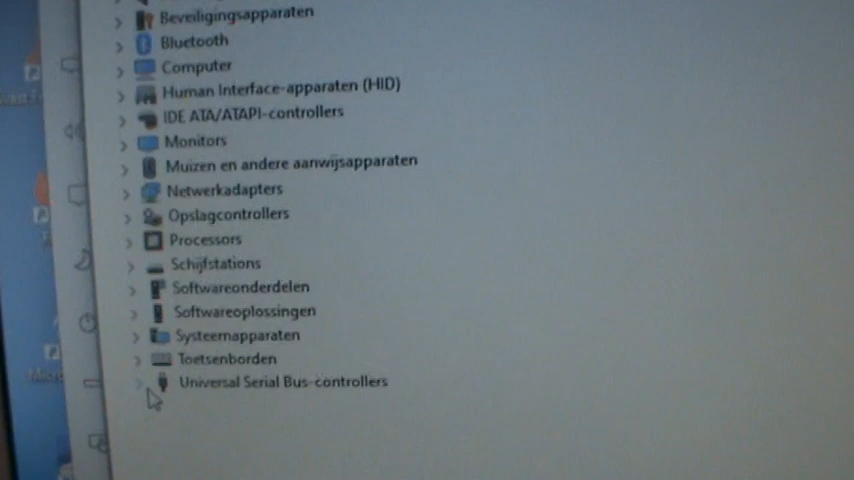 Beveiligingsapparaten
Bluetooth
Computer
Human Interface-apparaten (HID)
IDE ATA/ATAPI-controllers
Monitors
Muizen en andere aanwijsapparaten
Netwerkadapters
Opslagcontrollers
Processors
Schijfstations
Softwareonderdelen
Softwareoplossingen
Systeemapparaten
Toetsenborden
Universal Serial Bus-controllers